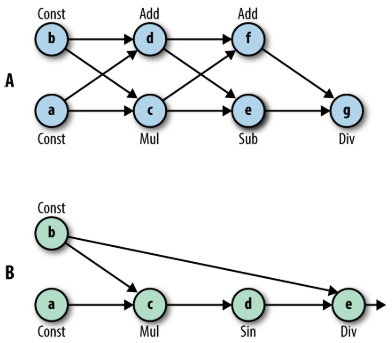 Const Add Add
b d f
A
a c e g
Const Mul Sub Div
Const
b
B
a c d e
Const Mul Sin Div